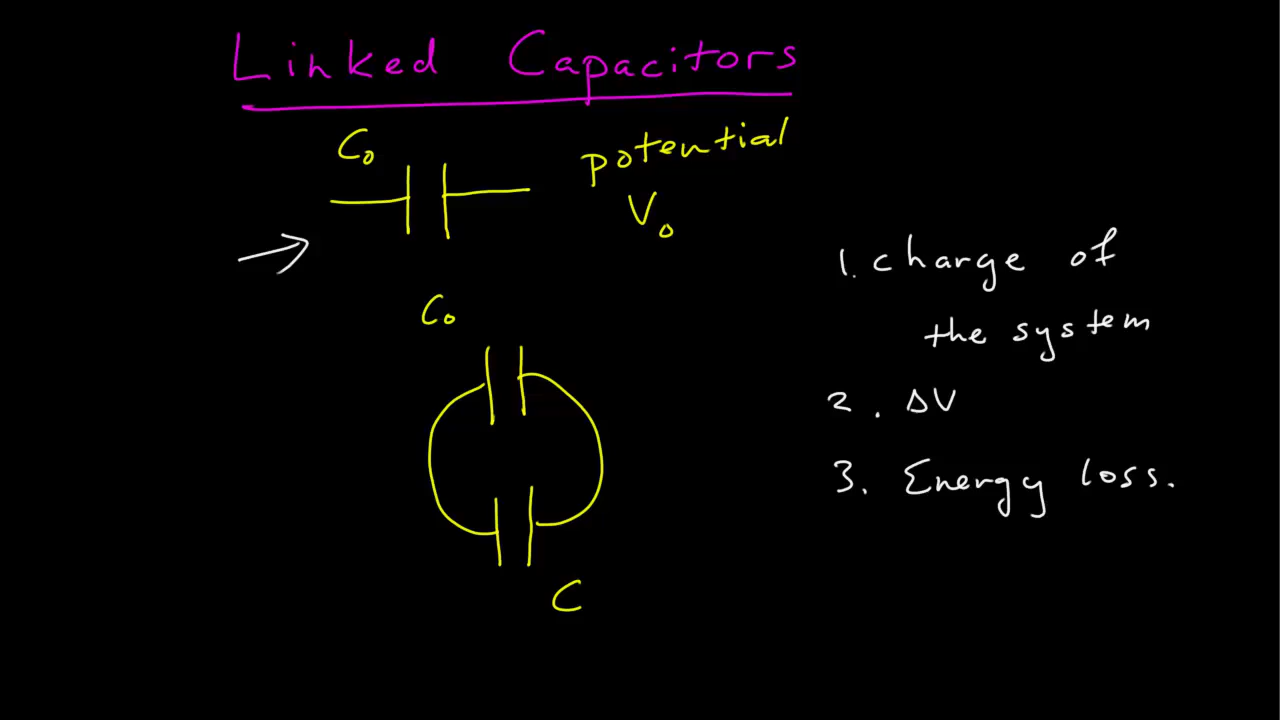 Linked Capacitors
C₀
potential
V₀
1. charge of
the system
2. ΔV
3. Energy loss.
C₀
C